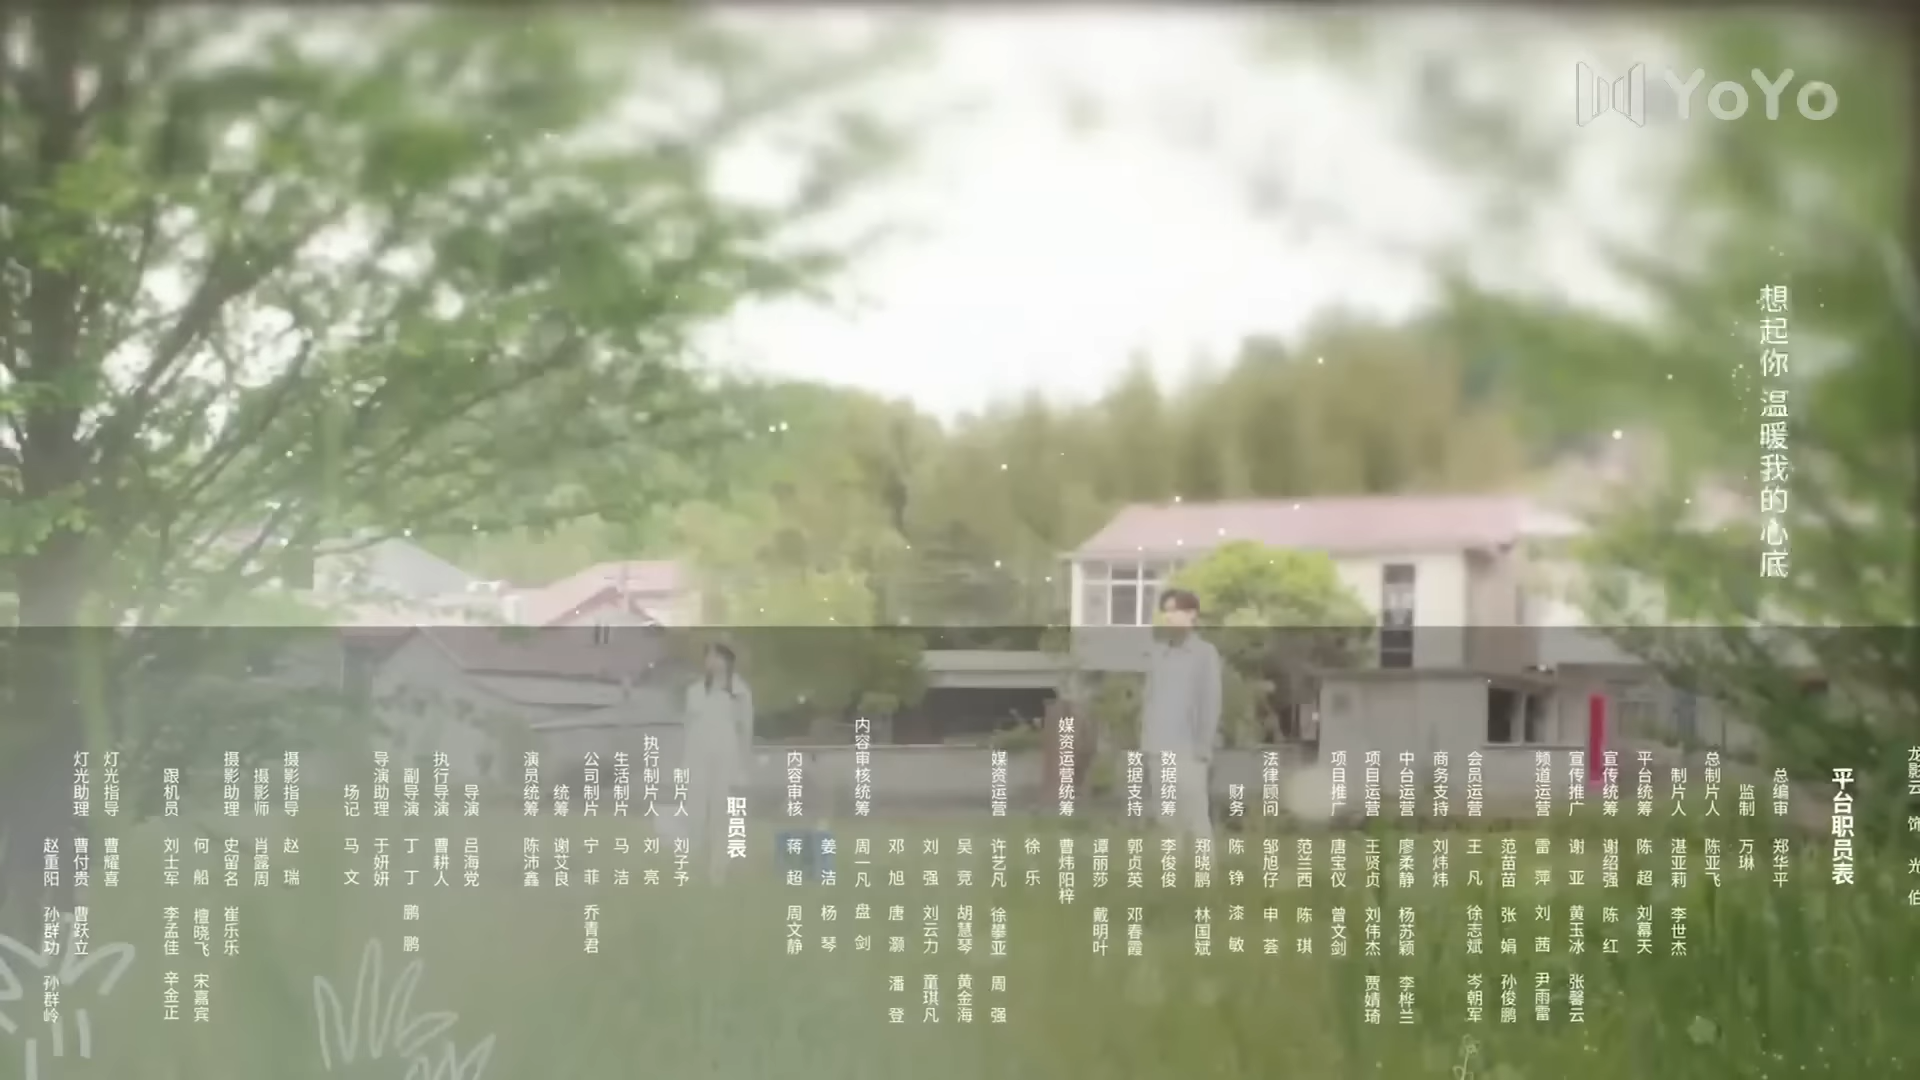 YoYo
想起你 温暖我的心底
龙影云 饰 光 伯
平台职员表
总编审 郑华平
监制 万琳
总制片人 陈亚飞
制片人 湛亚莉 李世杰
平台统筹 陈超 刘幕天
宣传统筹 谢绍强 陈红
宣传推广 谢亚 黄玉冰 张馨云
频道运营 雷萍 刘茜 尹雨雷
范苗苗 张娟 孙俊鹏
会员运营 王凡 徐志斌 岑朝军
商务支持 刘炜炜
中台运营 廖柔静 杨苏颖 李桦兰
项目运营 王贤贞 刘伟杰 贾婧琦
项目推广 唐宝仪 曾文剑
范兰西 陈琪
法律顾问 邹旭仔 申荟
财务 陈铮 漆敏
郑晓鹏 林国斌
数据统筹 李俊俊
数据支持 郭贞英 邓春霞
谭丽莎 戴明叶
媒资运营统筹 曹炜阳梓
徐乐
媒资运营 许艺凡 徐攀亚 周强
吴竞 胡慧琴 黄金海
刘强 刘云力 童琪凡
邓旭 唐灏 潘登
内容审核统筹 周一凡 盘剑
姜洁 杨琴
内容审核 蒋超 周文静
职员表
制片人 刘子予
执行制片人 刘亮
生活制片 马洁
公司制片 宁菲 乔青君
统筹 谢艾良
演员统筹 陈沛鑫
导演 吕海党
执行导演 曹耕人
副导演 丁丁 鹏鹏
导演助理 于妍妍
场记 马文
摄影指导 赵瑞
摄影师 肖露周
摄影助理 史留名 崔乐乐
何船 檀晓飞 宋嘉宾
跟机员 刘士军 李孟佳 辛金正
灯光指导 曹耀喜
灯光助理 曹付贵 曹跃立
赵重阳 孙群功 孙群岭